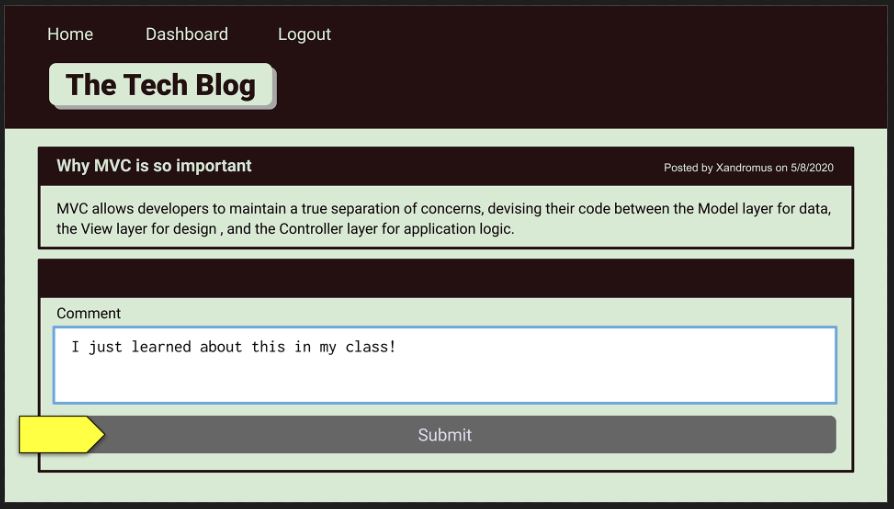 Home Dashboard Logout
The Tech Blog
Why MVC is so important Posted by Xandromus on 5/8/2020
MVC allows developers to maintain a true separation of concerns, devising their code between the Model layer for data,
the View layer for design , and the Controller layer for application logic.
Comment
I just learned about this in my class!
Submit